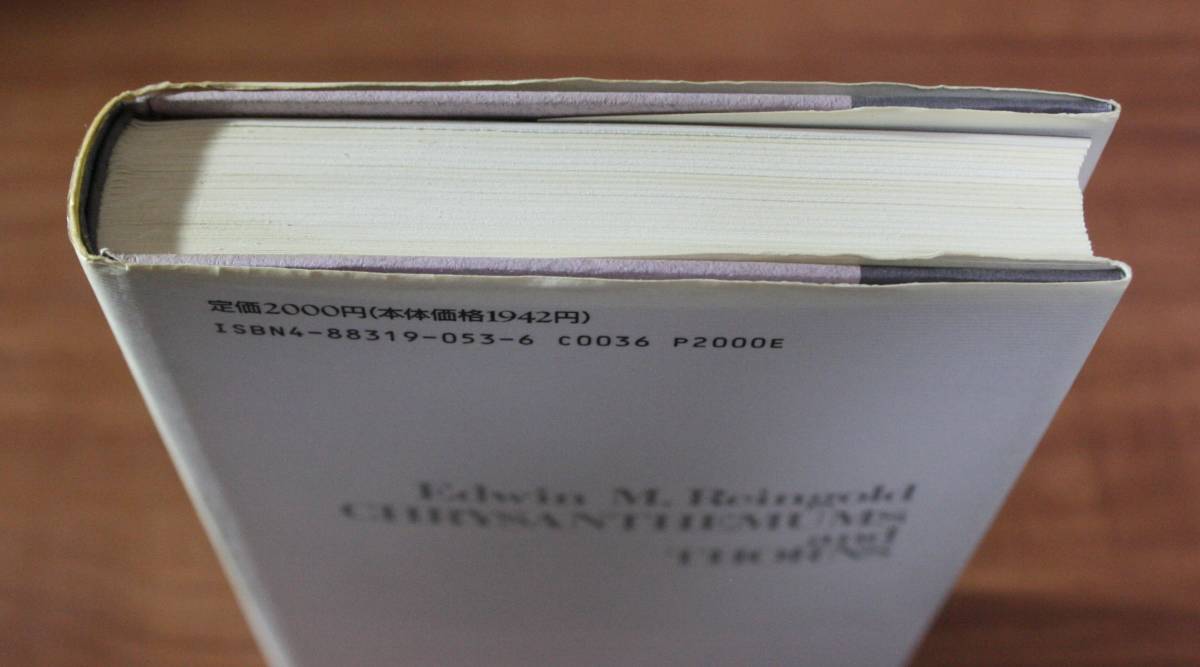 定価2000円(本体価格1942円)
ISBN4-88319-053-6 C0036 P2000E
Edwin M. Reingold
CHRYSANTHEMUMS
and
THORNS